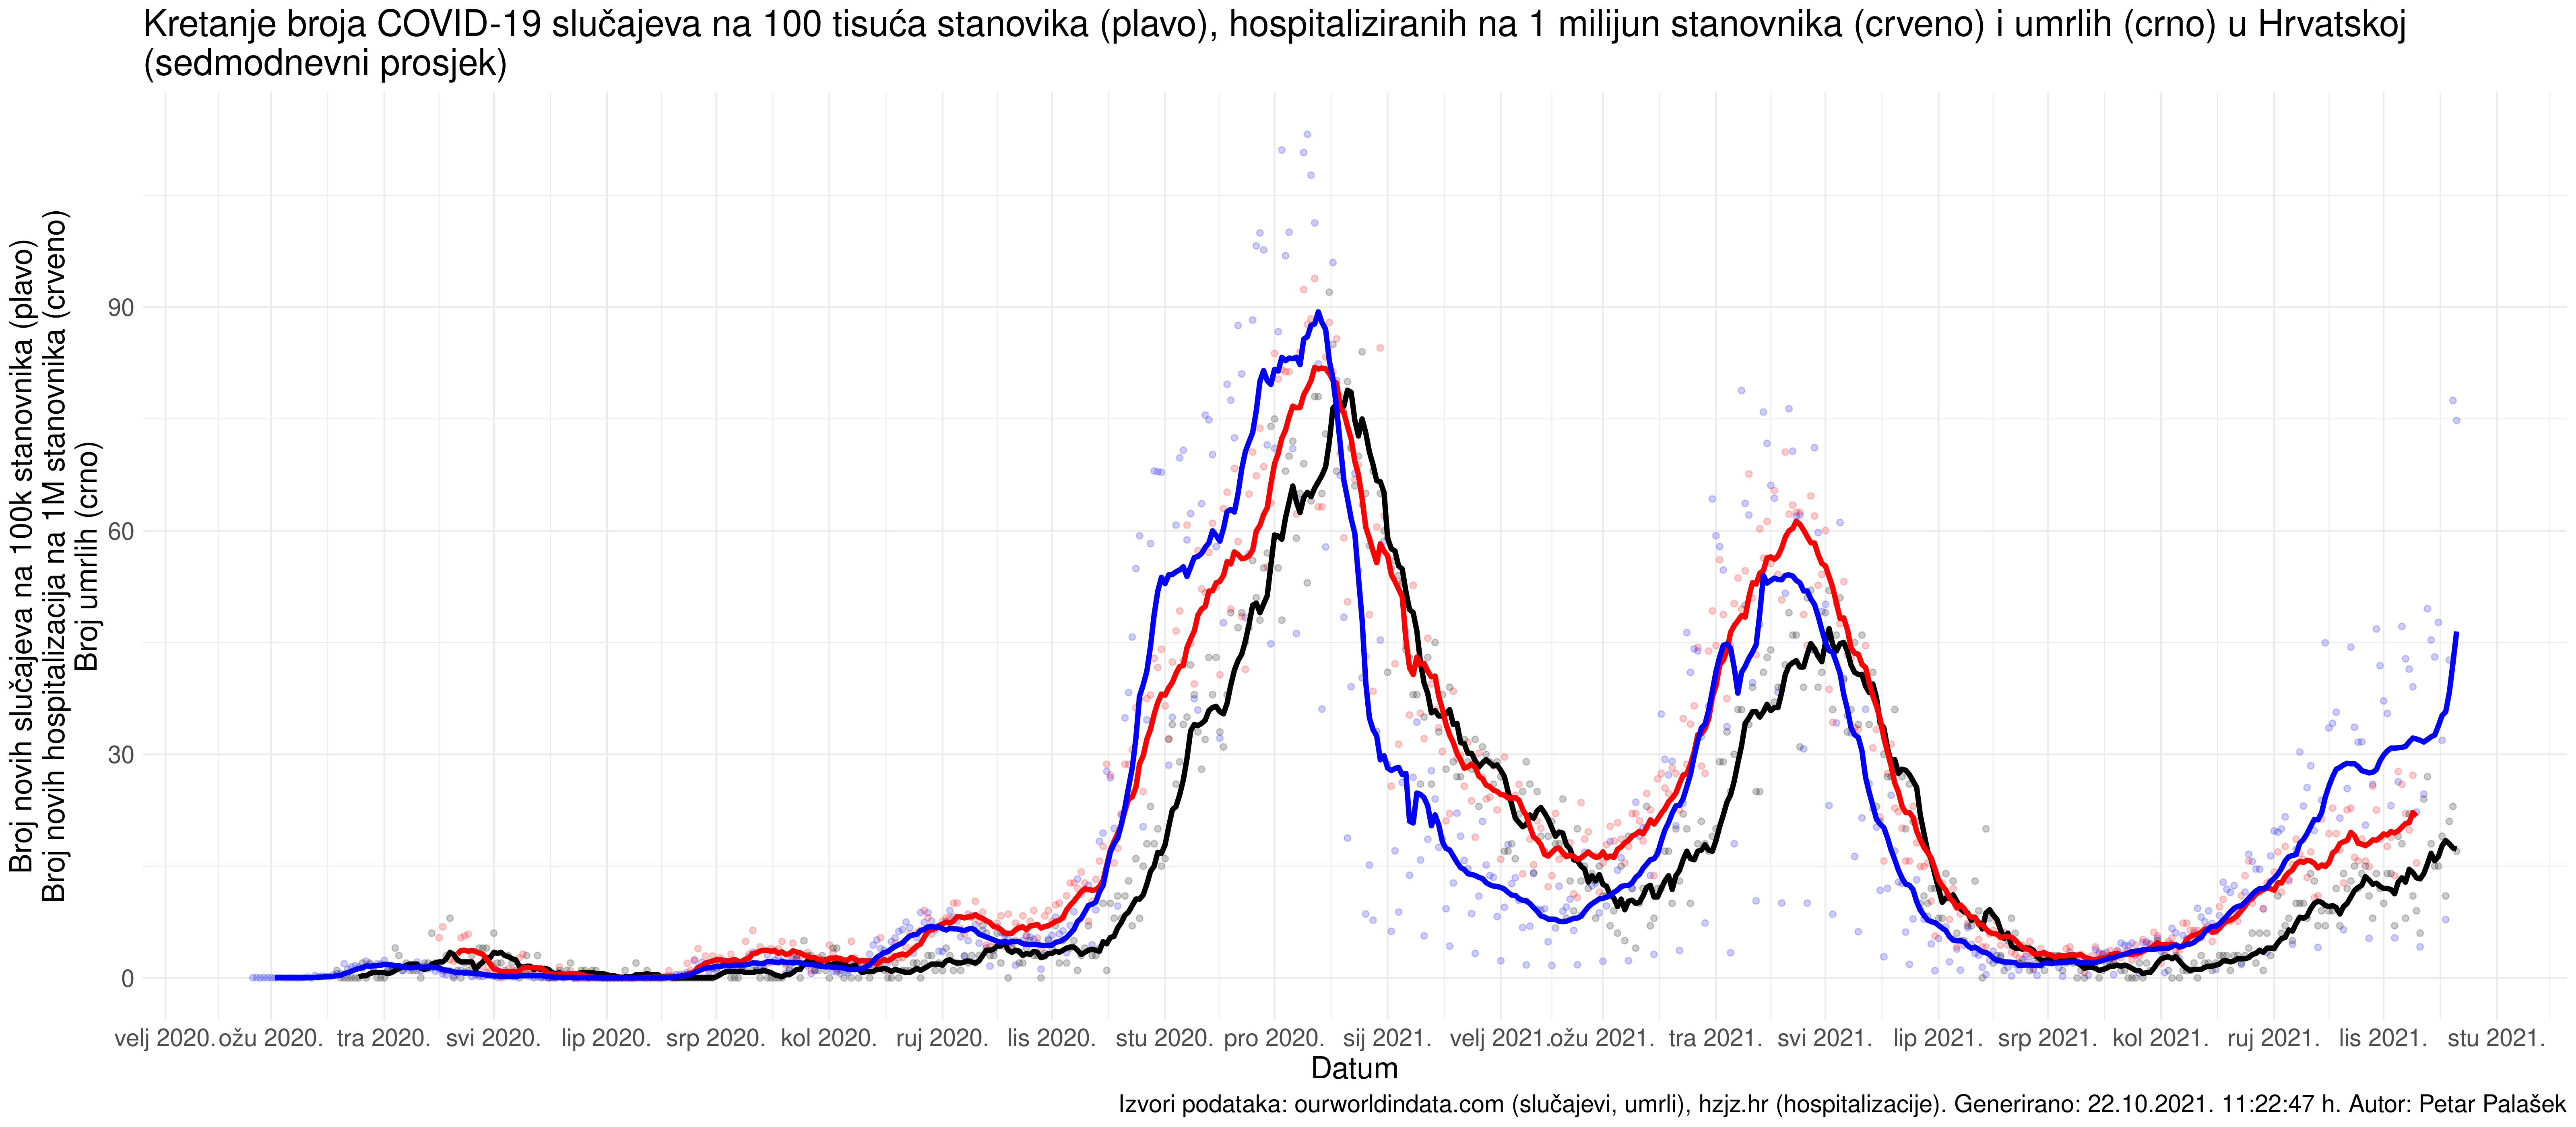 Kretanje broja COVID-19 slučajeva na 100 tisuća stanovika (plavo), hospitaliziranih na 1 milijun stanovnika (crveno) i umrlih (crno) u Hrvatskoj
(sedmodnevni prosjek)
Broj novih slučajeva na 100k stanovnika (plavo)
Broj novih hospitalizacija na 1M stanovnika (crveno)
Broj umrlih (crno)
90
60
30
0
velj 2020. ožu 2020. tra 2020. svi 2020. lip 2020. srp 2020. kol 2020. ruj 2020. lis 2020. stu 2020. pro 2020. sij 2021. velj 2021. ožu 2021. tra 2021. svi 2021. lip 2021. srp 2021. kol 2021. ruj 2021. lis 2021. stu 2021.
Datum
Izvori podataka: ourworldindata.com (slučajevi, umrli), hzjz.hr (hospitalizacije). Generirano: 22.10.2021. 11:22:47 h. Autor: Petar Palašek